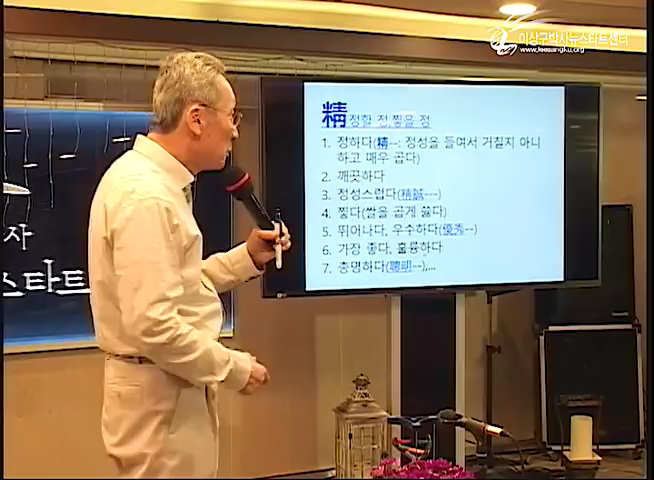 이상구박사뉴스타트센터
www.leesangku.org
精 정할 정,찧을 정
1. 정하다(精--: 정성을 들여서 거칠지 아니
하고 매우 곱다)
2. 깨끗하다
3. 정성스럽다(精誠---)
4. 찧다(쌀을 곱게 쓿다)
5. 뛰어나다, 우수하다(優秀--)
6. 가장 좋다, 훌륭하다
7. 총명하다(聰明--),...
자
스타트